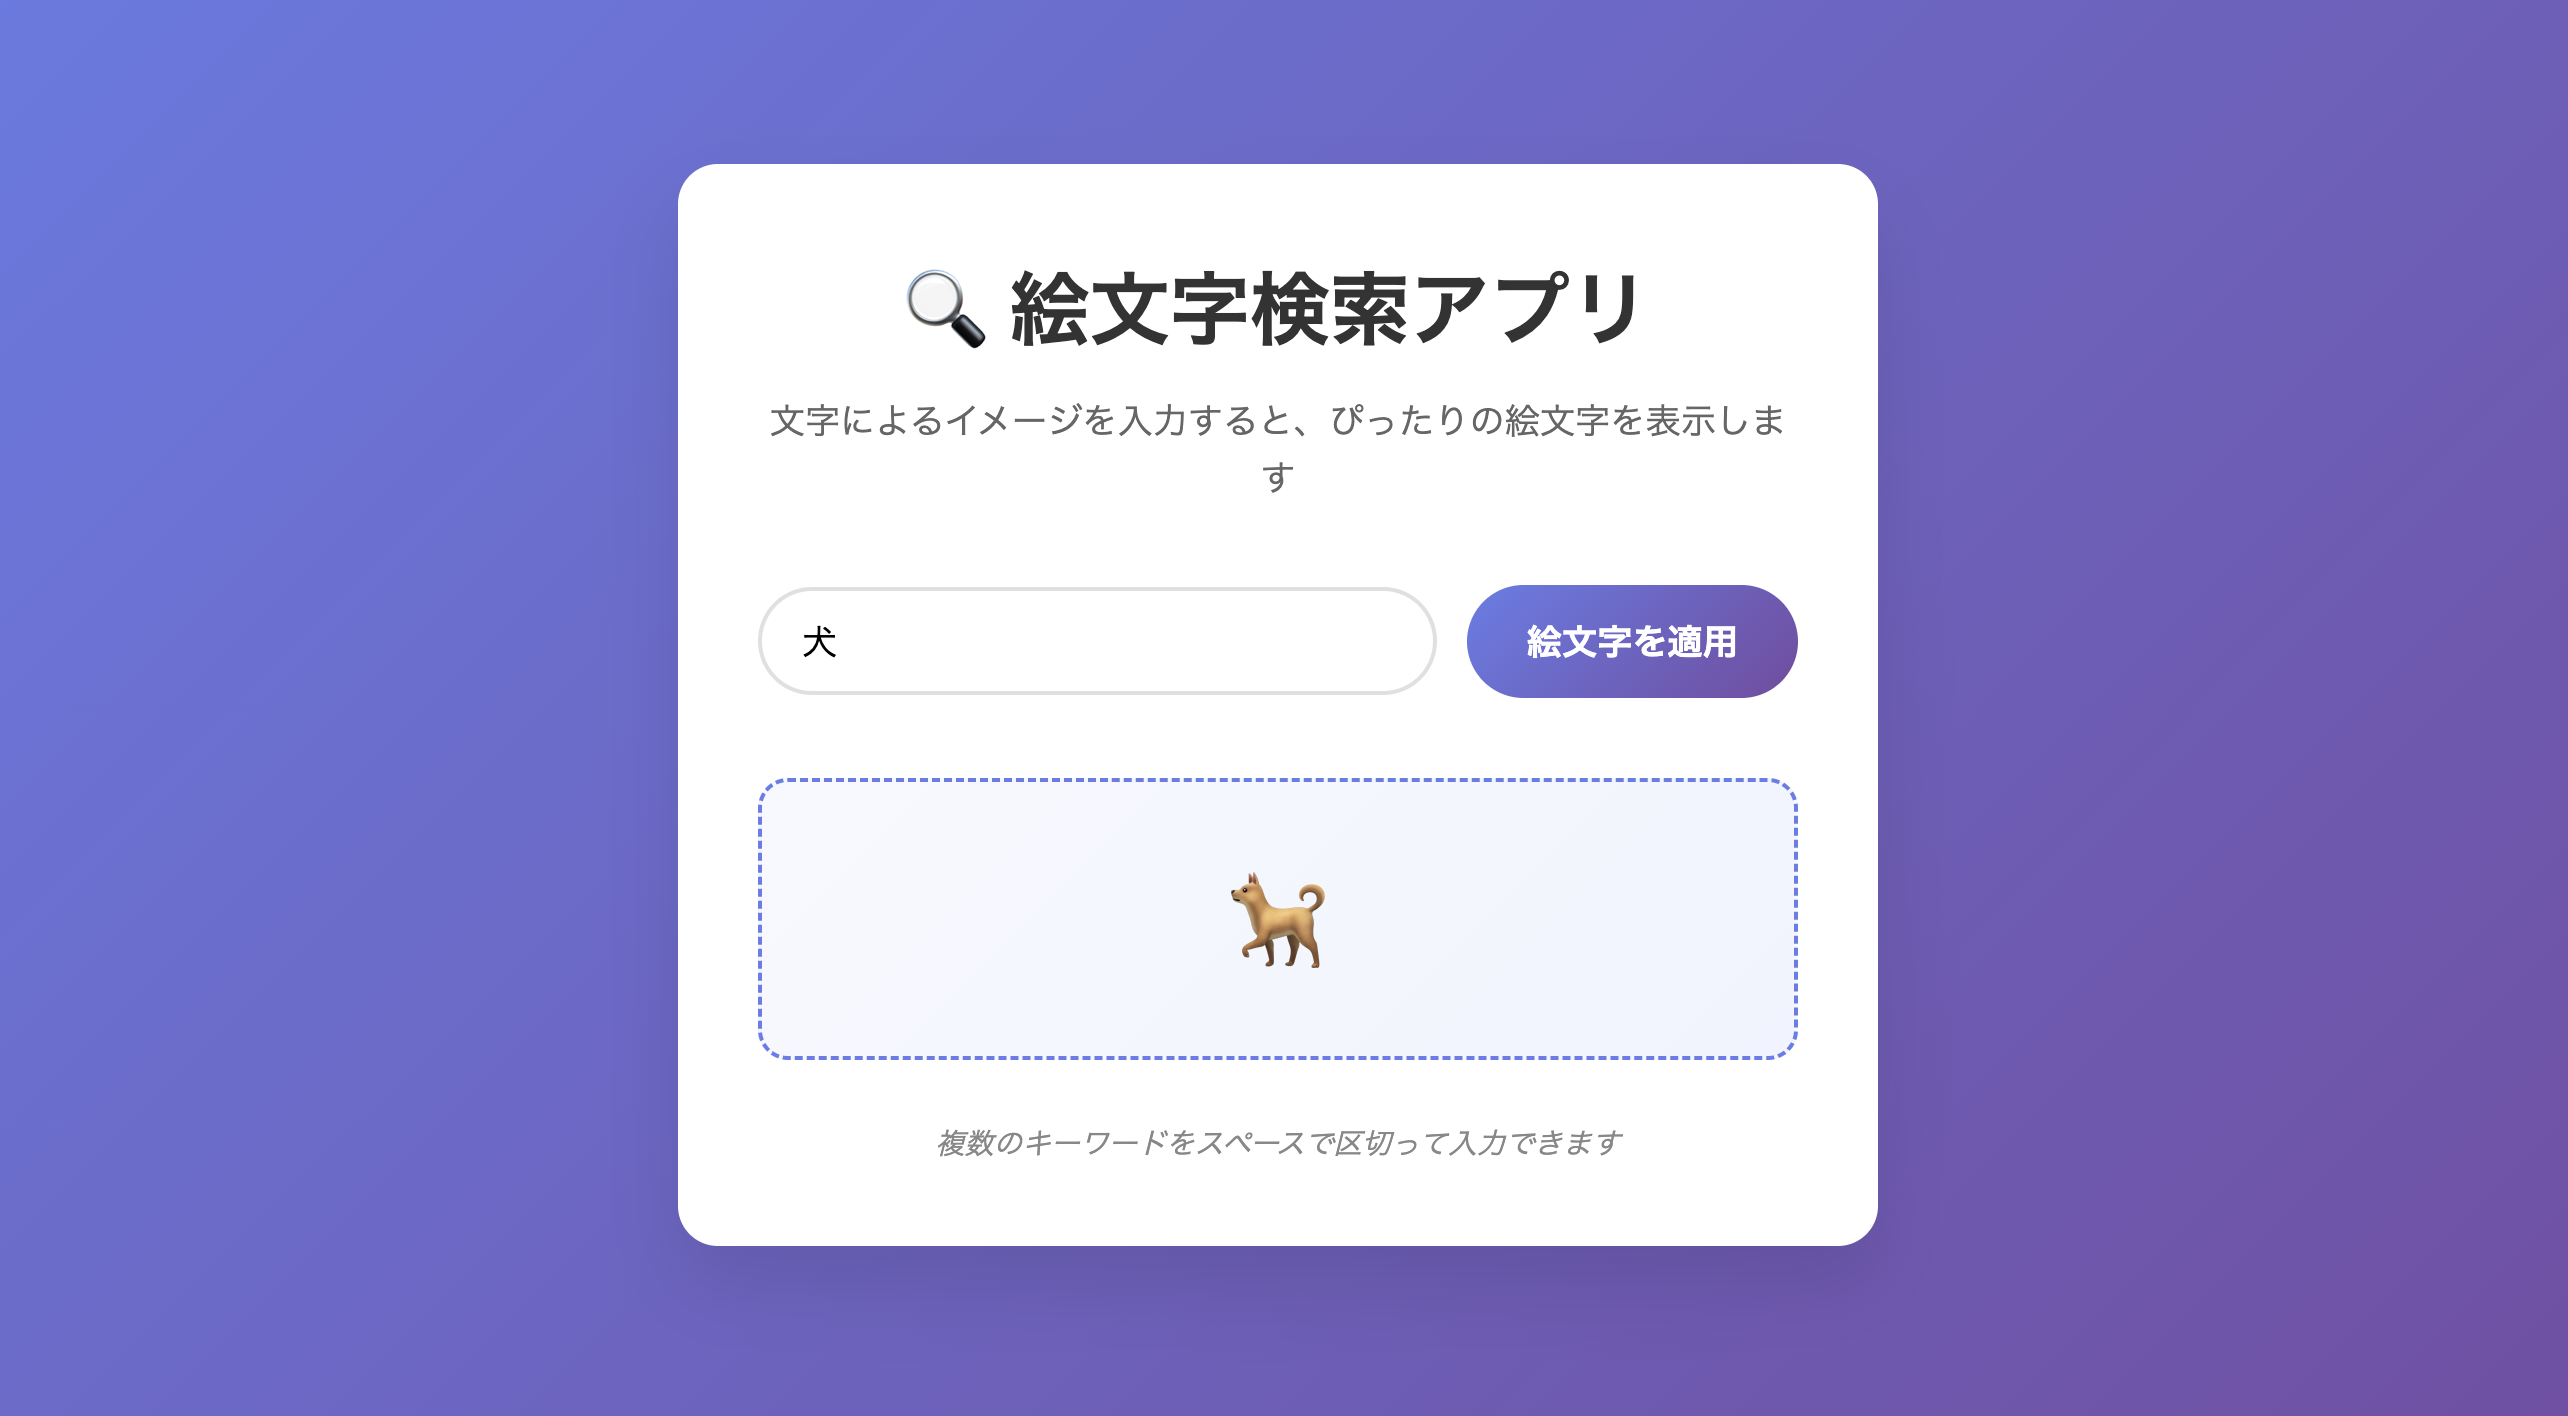 🔍 絵文字検索アプリ
文字によるイメージを入力すると、ぴったりの絵文字を表示しま
す
犬
絵文字を適用
複数のキーワードをスペースで区切って入力できます